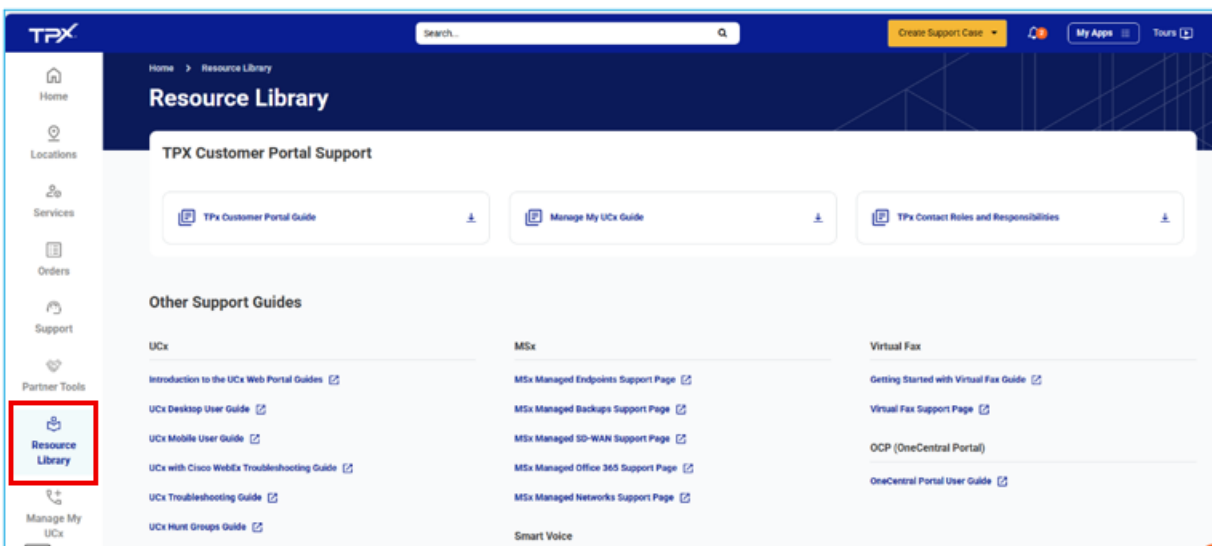 TPX
Search...
Create Support Case
2
My Apps
Tours
Home
Locations
Services
Orders
Support
Partner Tools
Resource
Library
Manage My
UCx
Home > Resource Library
Resource Library
TPX Customer Portal Support
TPx Customer Portal Guide
Manage My UCx Guide
TPx Contact Roles and Responsibilities
Other Support Guides
UCx
Introduction to the UCx Web Portal Guides
UCx Desktop User Guide
UCx Mobile User Guide
UCx with Cisco WebEx Troubleshooting Guide
UCx Troubleshooting Guide
UCx Hunt Groups Guide
MSx
MSx Managed Endpoints Support Page
MSx Managed Backups Support Page
MSx Managed SD-WAN Support Page
MSx Managed Office 365 Support Page
MSx Managed Networks Support Page
Smart Voice
Virtual Fax
Getting Started with Virtual Fax Guide
Virtual Fax Support Page
OCP (OneCentral Portal)
OneCentral Portal User Guide